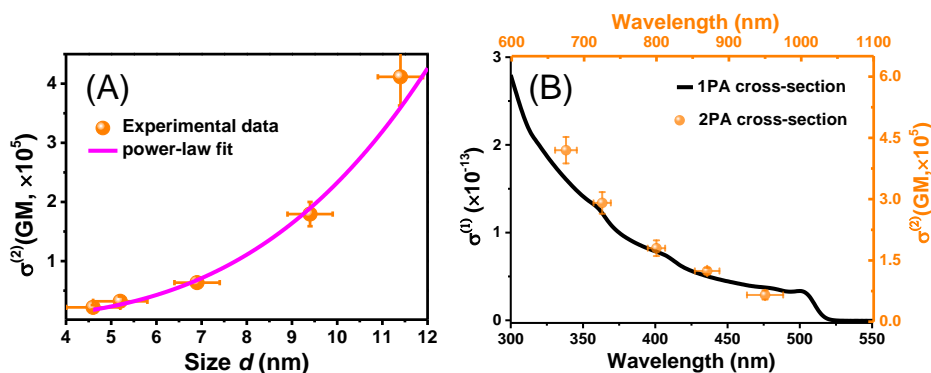 (A)
Experimental data
power-law fit
σ(2)(GM, ×10^5)
4
3
2
1
4 5 6 7 8 9 10 11 12
Size d (nm)
Wavelength (nm)
600 700 800 900 1000 1100
(B)
1PA cross-section
2PA cross-section
σ(1) (×10^-13)
3
2
1
0
6.0
4.5
3.0
1.5
0.0
σ(2)(GM, ×10^5)
300 350 400 450 500 550
Wavelength (nm)